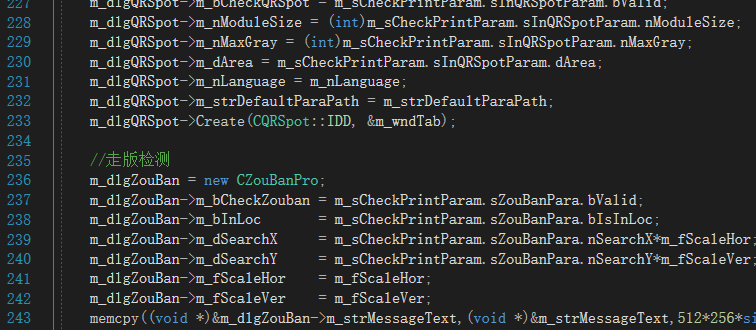 227 m_dlgQRSpot->m_bCheckQRSpot = m_sCheckPrintParam.sInQRSpotParam.bValid;
228 m_dlgQRSpot->m_nModuleSize = (int)m_sCheckPrintParam.sInQRSpotParam.nModuleSize;
229 m_dlgQRSpot->m_nMaxGray = (int)m_sCheckPrintParam.sInQRSpotParam.nMaxGray;
230 m_dlgQRSpot->m_dArea = m_sCheckPrintParam.sInQRSpotParam.dArea;
231 m_dlgQRSpot->m_nLanguage = m_nLanguage;
232 m_dlgQRSpot->m_strDefaultParaPath = m_strDefaultParaPath;
233 m_dlgQRSpot->Create(CQRSpot::IDD, &m_wndTab);
234
235 //走版检测
236 m_dlgZouBan = new CZouBanPro;
237 m_dlgZouBan->m_bCheckZouban = m_sCheckPrintParam.sZouBanPara.bValid;
238 m_dlgZouBan->m_bInLoc = m_sCheckPrintParam.sZouBanPara.bIsInLoc;
239 m_dlgZouBan->m_dSearchX = m_sCheckPrintParam.sZouBanPara.nSearchX*m_fScaleHor;
240 m_dlgZouBan->m_dSearchY = m_sCheckPrintParam.sZouBanPara.nSearchY*m_fScaleVer;
241 m_dlgZouBan->m_fScaleHor = m_fScaleHor;
242 m_dlgZouBan->m_fScaleVer = m_fScaleVer;
243 memcpy((void *)&m_dlgZouBan->m_strMessageText,(void *)&m_strMessageText,512*256*si